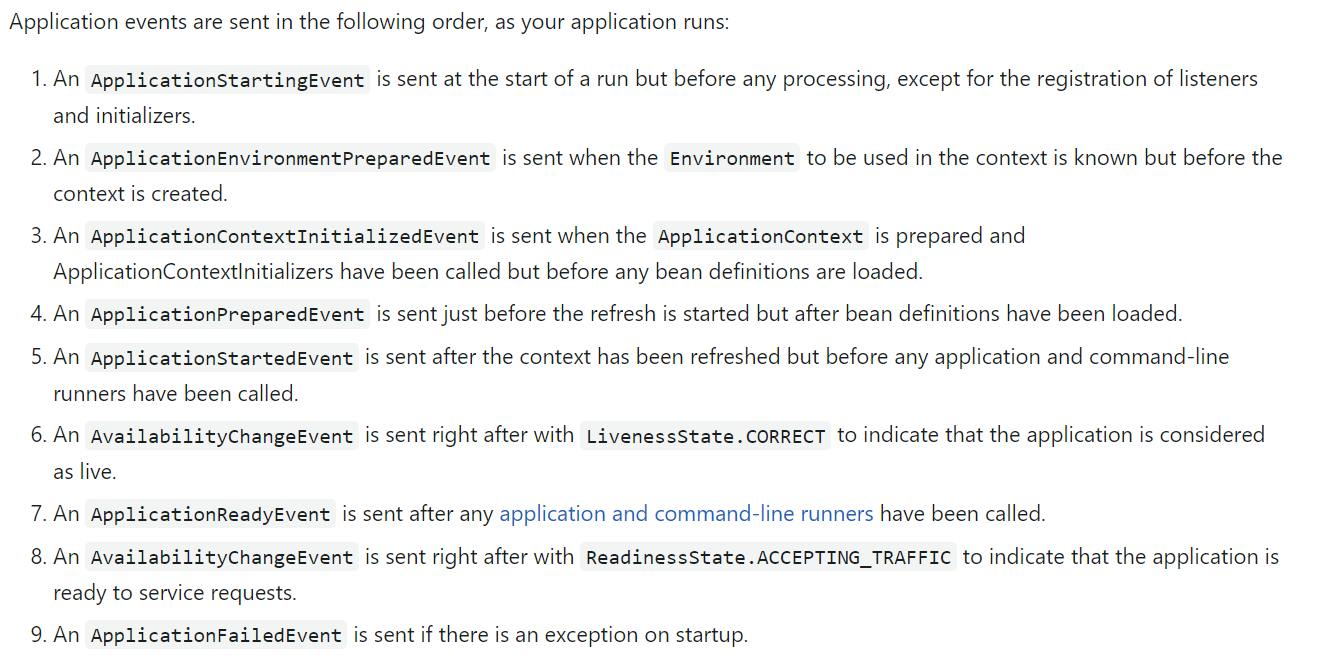 Application events are sent in the following order, as your application runs:
1. An ApplicationStartingEvent is sent at the start of a run but before any processing, except for the registration of listeners
and initializers.
2. An ApplicationEnvironmentPreparedEvent is sent when the Environment to be used in the context is known but before the
context is created.
3. An ApplicationContextInitializedEvent is sent when the ApplicationContext is prepared and
ApplicationContextInitializers have been called but before any bean definitions are loaded.
4. An ApplicationPreparedEvent is sent just before the refresh is started but after bean definitions have been loaded.
5. An ApplicationStartedEvent is sent after the context has been refreshed but before any application and command-line
runners have been called.
6. An AvailabilityChangeEvent is sent right after with LivenessState.CORRECT to indicate that the application is considered
as live.
7. An ApplicationReadyEvent is sent after any application and command-line runners have been called.
8. An AvailabilityChangeEvent is sent right after with ReadinessState.ACCEPTING_TRAFFIC to indicate that the application is
ready to service requests.
9. An ApplicationFailedEvent is sent if there is an exception on startup.